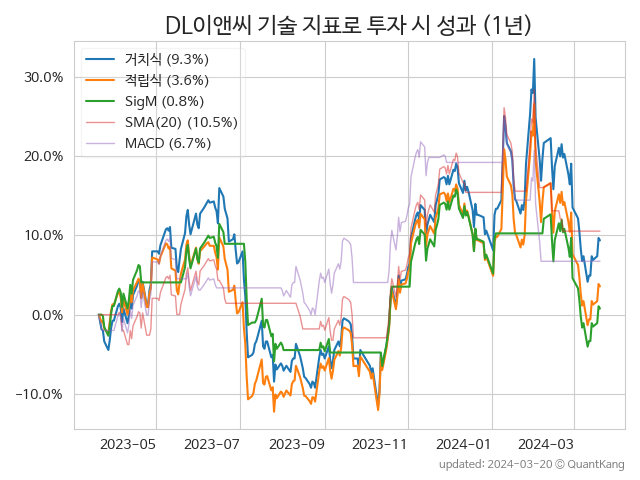 DL이앤씨 기술 지표로 투자 시 성과 (1년)
거치식 (9.3%)
적립식 (3.6%)
SigM (0.8%)
SMA(20) (10.5%)
MACD (6.7%)
30.0%
20.0%
10.0%
0.0%
−10.0%
2023-05 2023-07 2023-09 2023-11 2024-01 2024-03
updated: 2024-03-20 © QuantKang